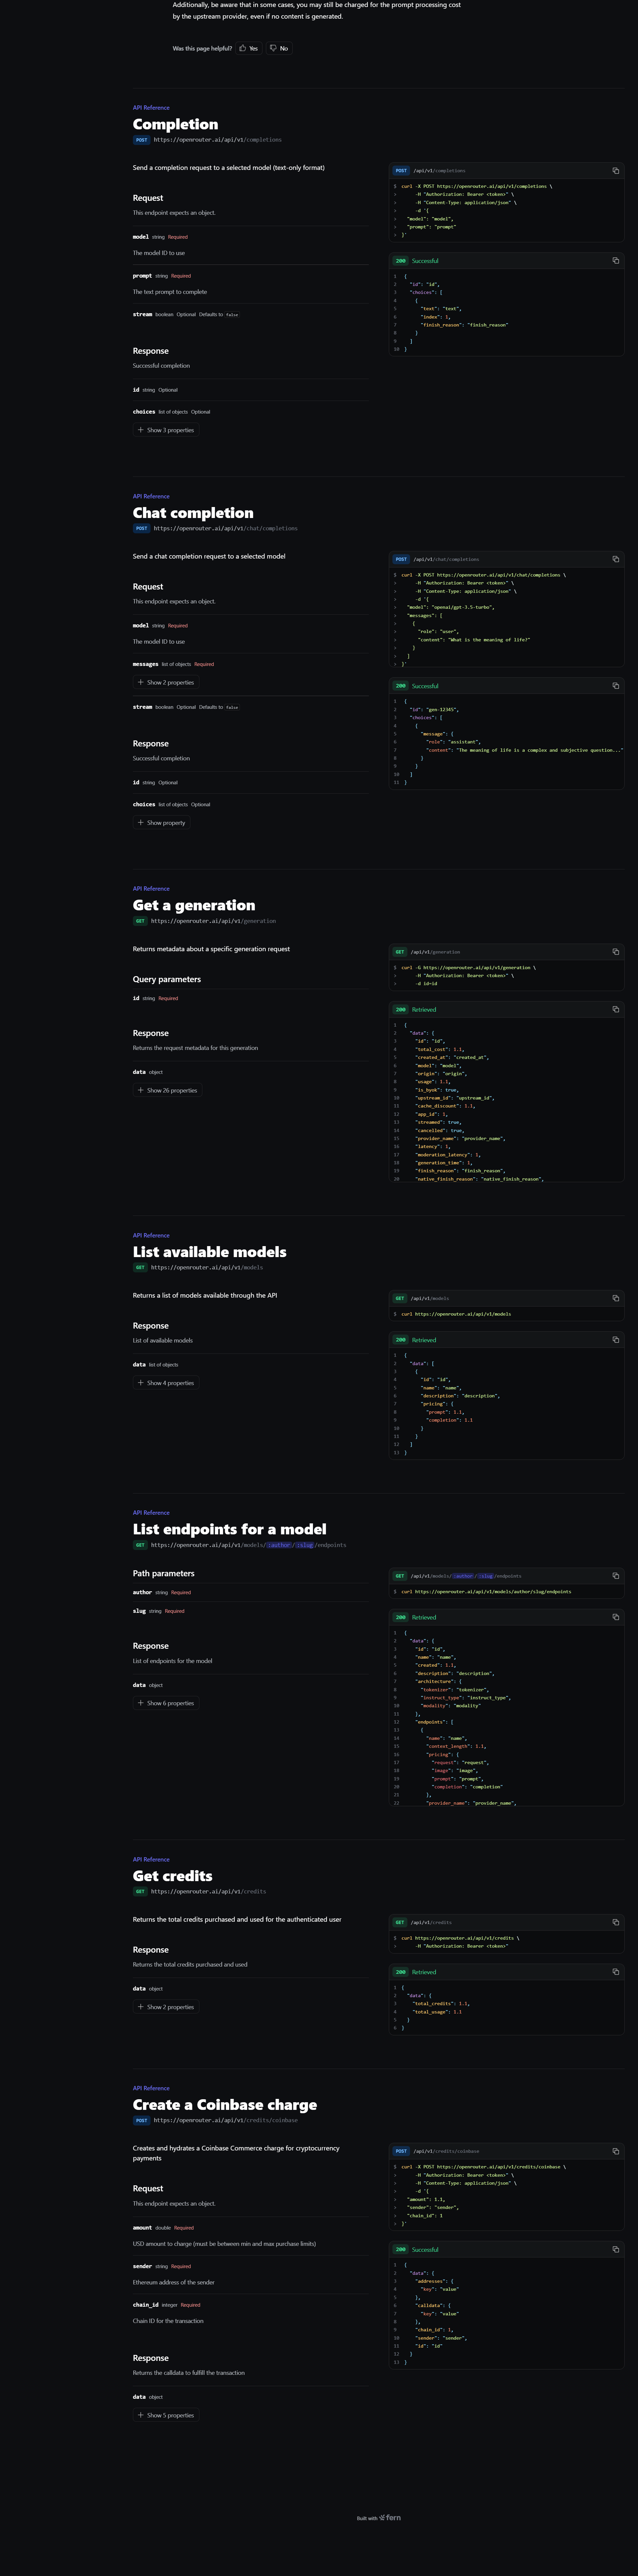 Additionally, be aware that in some cases, you may still be charged for the prompt processing cost
by the upstream provider, even if no content is generated.
Was this page helpful?
Yes
No
API Reference
Completion
POST https://openrouter.ai/api/v1/completions
Send a completion request to a selected model (text-only format)
Request
This endpoint expects an object.
model string Required
The model ID to use
prompt string Required
The text prompt to complete
stream boolean Optional Defaults to false
Response
Successful completion
id string Optional
choices list of objects Optional
Show 3 properties
POST /api/v1/completions
$ curl -X POST https://openrouter.ai/api/v1/completions \
> -H "Authorization: Bearer <token>" \
> -H "Content-Type: application/json" \
> -d '{
> "model": "model",
> "prompt": "prompt"
> }'
200 Successful
1 {
2 "id": "id",
3 "choices": [
4 {
5 "text": "text",
6 "index": 1,
7 "finish_reason": "finish_reason"
8 }
9 ]
10 }
API Reference
Chat completion
POST https://openrouter.ai/api/v1/chat/completions
Send a chat completion request to a selected model
Request
This endpoint expects an object.
model string Required
The model ID to use
messages list of objects Required
Show 2 properties
stream boolean Optional Defaults to false
Response
Successful completion
id string Optional
choices list of objects Optional
Show property
POST /api/v1/chat/completions
$ curl -X POST https://openrouter.ai/api/v1/chat/completions \
> -H "Authorization: Bearer <token>" \
> -H "Content-Type: application/json" \
> -d '{
> "model": "openai/gpt-3.5-turbo",
> "messages": [
> {
> "role": "user",
> "content": "What is the meaning of life?"
> }
> ]
> }'
200 Successful
1 {
2 "id": "gen-12345",
3 "choices": [
4 {
5 "message": {
6 "role": "assistant",
7 "content": "The meaning of life is a complex and subjective question..."
8 }
9 }
10 ]
11 }
API Reference
Get a generation
GET https://openrouter.ai/api/v1/generation
Returns metadata about a specific generation request
Query parameters
id string Required
Response
Returns the request metadata for this generation
data object
Show 26 properties
GET /api/v1/generation
$ curl -G https://openrouter.ai/api/v1/generation \
> -H "Authorization: Bearer <token>" \
> -d id=id
200 Retrieved
1 {
2 "data": {
3 "id": "id",
4 "total_cost": 1.1,
5 "created_at": "created_at",
6 "model": "model",
7 "origin": "origin",
8 "usage": 1.1,
9 "is_byok": true,
10 "upstream_id": "upstream_id",
11 "cache_discount": 1.1,
12 "app_id": 1,
13 "streamed": true,
14 "cancelled": true,
15 "provider_name": "provider_name",
16 "latency": 1,
17 "moderation_latency": 1,
18 "generation_time": 1,
19 "finish_reason": "finish_reason",
20 "native_finish_reason": "native_finish_reason",
API Reference
List available models
GET https://openrouter.ai/api/v1/models
Returns a list of models available through the API
Response
List of available models
data list of objects
Show 4 properties
GET /api/v1/models
$ curl https://openrouter.ai/api/v1/models
200 Retrieved
1 {
2 "data": [
3 {
4 "id": "id",
5 "name": "name",
6 "description": "description",
7 "pricing": {
8 "prompt": 1.1,
9 "completion": 1.1
10 }
11 }
12 ]
13 }
API Reference
List endpoints for a model
GET https://openrouter.ai/api/v1/models/:author/:slug/endpoints
Path parameters
author string Required
slug string Required
Response
List of endpoints for the model
data object
Show 6 properties
GET /api/v1/models/:author/:slug/endpoints
$ curl https://openrouter.ai/api/v1/models/author/slug/endpoints
200 Retrieved
1 {
2 "data": {
3 "id": "id",
4 "name": "name",
5 "created": 1.1,
6 "description": "description",
7 "architecture": {
8 "tokenizer": "tokenizer",
9 "instruct_type": "instruct_type",
10 "modality": "modality"
11 },
12 "endpoints": [
13 {
14 "name": "name",
15 "context_length": 1.1,
16 "pricing": {
17 "request": "request",
18 "image": "image",
19 "prompt": "prompt",
20 "completion": "completion"
21 },
22 "provider_name": "provider_name",
API Reference
Get credits
GET https://openrouter.ai/api/v1/credits
Returns the total credits purchased and used for the authenticated user
Response
Returns the total credits purchased and used
data object
Show 2 properties
GET /api/v1/credits
$ curl https://openrouter.ai/api/v1/credits \
> -H "Authorization: Bearer <token>"
200 Retrieved
1 {
2 "data": {
3 "total_credits": 1.1,
4 "total_usage": 1.1
5 }
6 }
API Reference
Create a Coinbase charge
POST https://openrouter.ai/api/v1/credits/coinbase
Creates and hydrates a Coinbase Commerce charge for cryptocurrency
payments
Request
This endpoint expects an object.
amount double Required
USD amount to charge (must be between min and max purchase limits)
sender string Required
Ethereum address of the sender
chain_id integer Required
Chain ID for the transaction
Response
Returns the calldata to fulfill the transaction
data object
Show 5 properties
POST /api/v1/credits/coinbase
$ curl -X POST https://openrouter.ai/api/v1/credits/coinbase \
> -H "Authorization: Bearer <token>" \
> -H "Content-Type: application/json" \
> -d '{
> "amount": 1.1,
> "sender": "sender",
> "chain_id": 1
> }'
200 Successful
1 {
2 "data": {
3 "addresses": {
4 "key": "value"
5 },
6 "calldata": {
7 "key": "value"
8 },
9 "chain_id": 1,
10 "sender": "sender",
11 "id": "id"
12 }
13 }
Built with fern